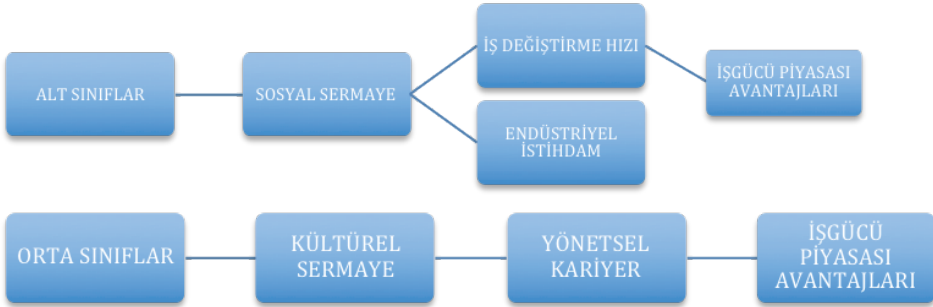 ALT SINIFLAR
SOSYAL SERMAYE
İŞ DEĞİŞTİRME HIZI
ENDÜSTRİYEL
İSTİHDAM
İŞGÜCÜ PİYASASI
AVANTAJLARI
ORTA SINIFLAR
KÜLTÜREL
SERMAYE
YÖNETSEL
KARİYER
İŞGÜCÜ
PİYASASI
AVANTAJLARI